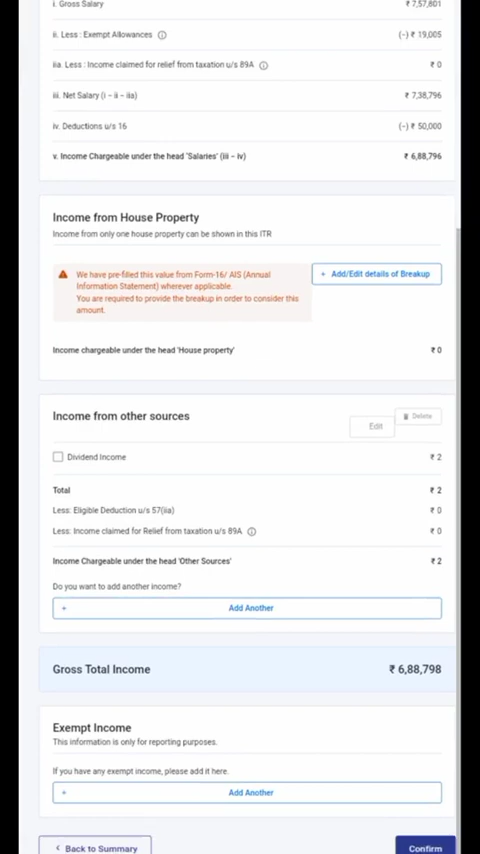 i. Gross Salary ₹ 7,57,801
ii. Less : Exempt Allowances (-) ₹ 19,005
iia. Less : Income claimed for relief from taxation u/s 89A ₹ 0
iii. Net Salary (i – ii – iia) ₹ 7,38,796
iv. Deductions u/s 16 (-) ₹ 50,000
v. Income Chargeable under the head 'Salaries' (iii – iv) ₹ 6,88,796
Income from House Property
Income from only one house property can be shown in this ITR
We have pre-filled this value from Form-16/ AIS (Annual
Information Statement) wherever applicable.
You are required to provide the breakup in order to consider this
amount.
+ Add/Edit details of Breakup
Income chargeable under the head 'House property' ₹ 0
Income from other sources
Edit
Delete
Dividend Income ₹ 2
Total ₹ 2
Less: Eligible Deduction u/s 57(iia) ₹ 0
Less: Income claimed for Relief from taxation u/s 89A ₹ 0
Income Chargeable under the head 'Other Sources' ₹ 2
Do you want to add another income?
+ Add Another
Gross Total Income ₹ 6,88,798
Exempt Income
This information is only for reporting purposes.
If you have any exempt income, please add it here.
+ Add Another
< Back to Summary
Confirm